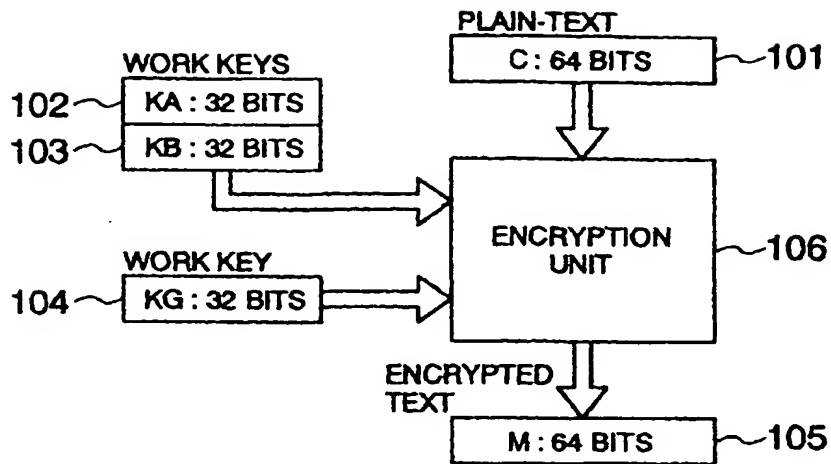 PLAIN-TEXT
C : 64 BITS
101
WORK KEYS
102
KA : 32 BITS
103
KB : 32 BITS
ENCRYPTION
UNIT
106
WORK KEY
104
KG : 32 BITS
ENCRYPTED
TEXT
M : 64 BITS
105